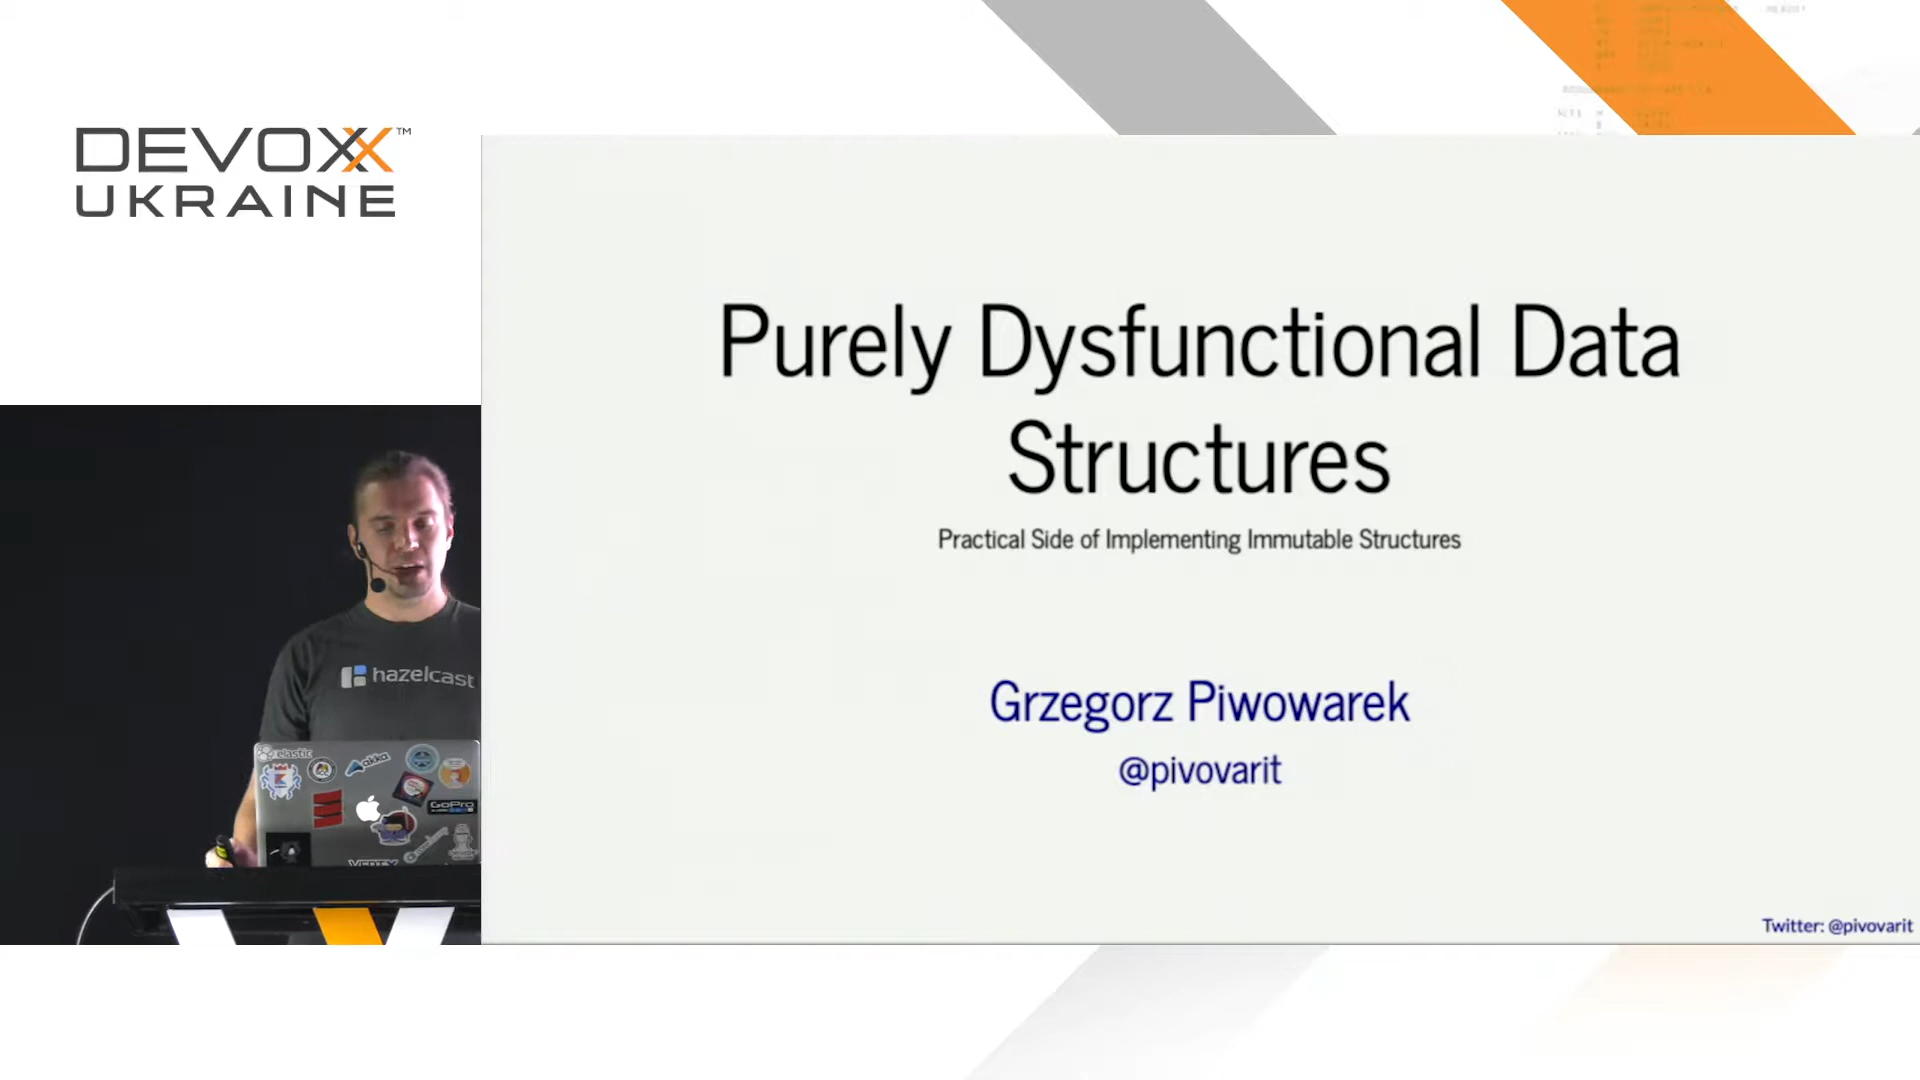 DEVOXX™
UKRAINE
Purely Dysfunctional Data
Structures
Practical Side of Implementing Immutable Structures
Grzegorz Piwowarek
@pivovarit
Twitter: @pivovarit
hazelcast
elastic
akka
GoPro